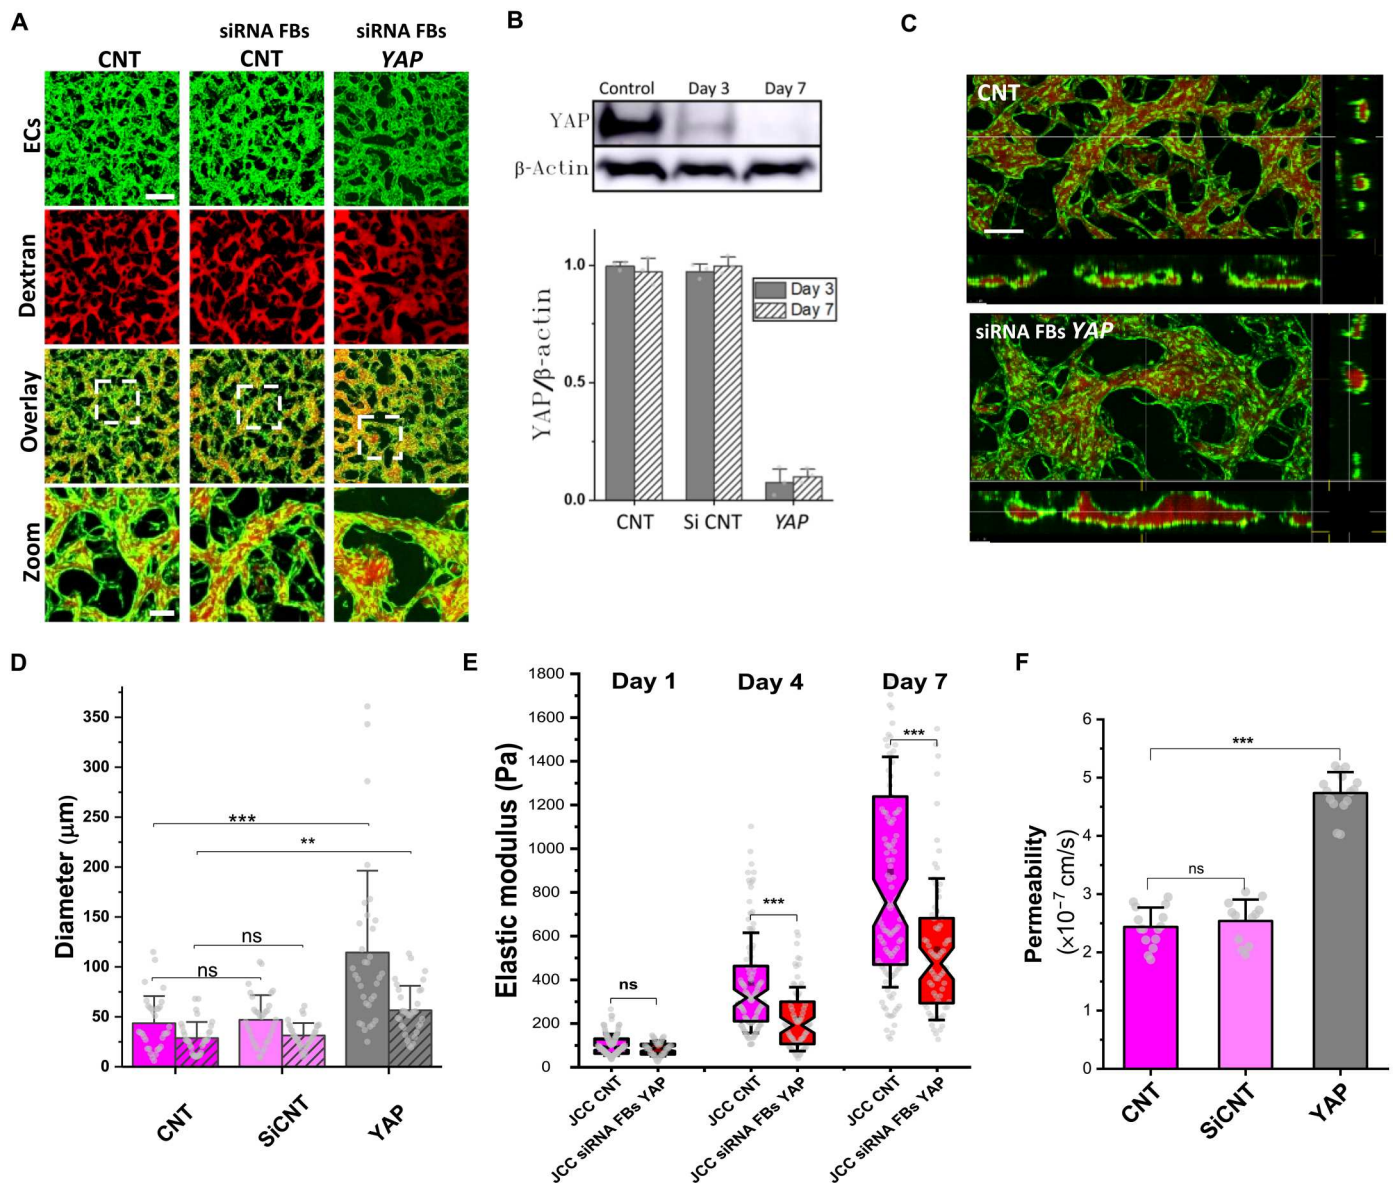 A
siRNA FBs
siRNA FBs
CNT
CNT
YAP
ECs
Dextran
Overlay
Zoom
B
Control
Day 3
Day 7
YAP
β-Actin
YAP/β-actin
1.0
0.5
0.0
Day 3
Day 7
CNT
Si CNT
YAP
C
CNT
siRNA FBs YAP
D
Diameter (μm)
350
300
250
200
150
100
50
0
***
**
ns
ns
CNT
SiCNT
YAP
E
Elastic modulus (Pa)
1800
1600
1400
1200
1000
800
600
400
200
0
Day 1
Day 4
Day 7
ns
***
***
JCC CNT
JCC siRNA FBs YAP
JCC CNT
JCC siRNA FBs YAP
JCC CNT
JCC siRNA FBs YAP
F
Permeability
(×10⁻⁷ cm/s)
6
5
4
3
2
1
0
***
ns
CNT
SiCNT
YAP